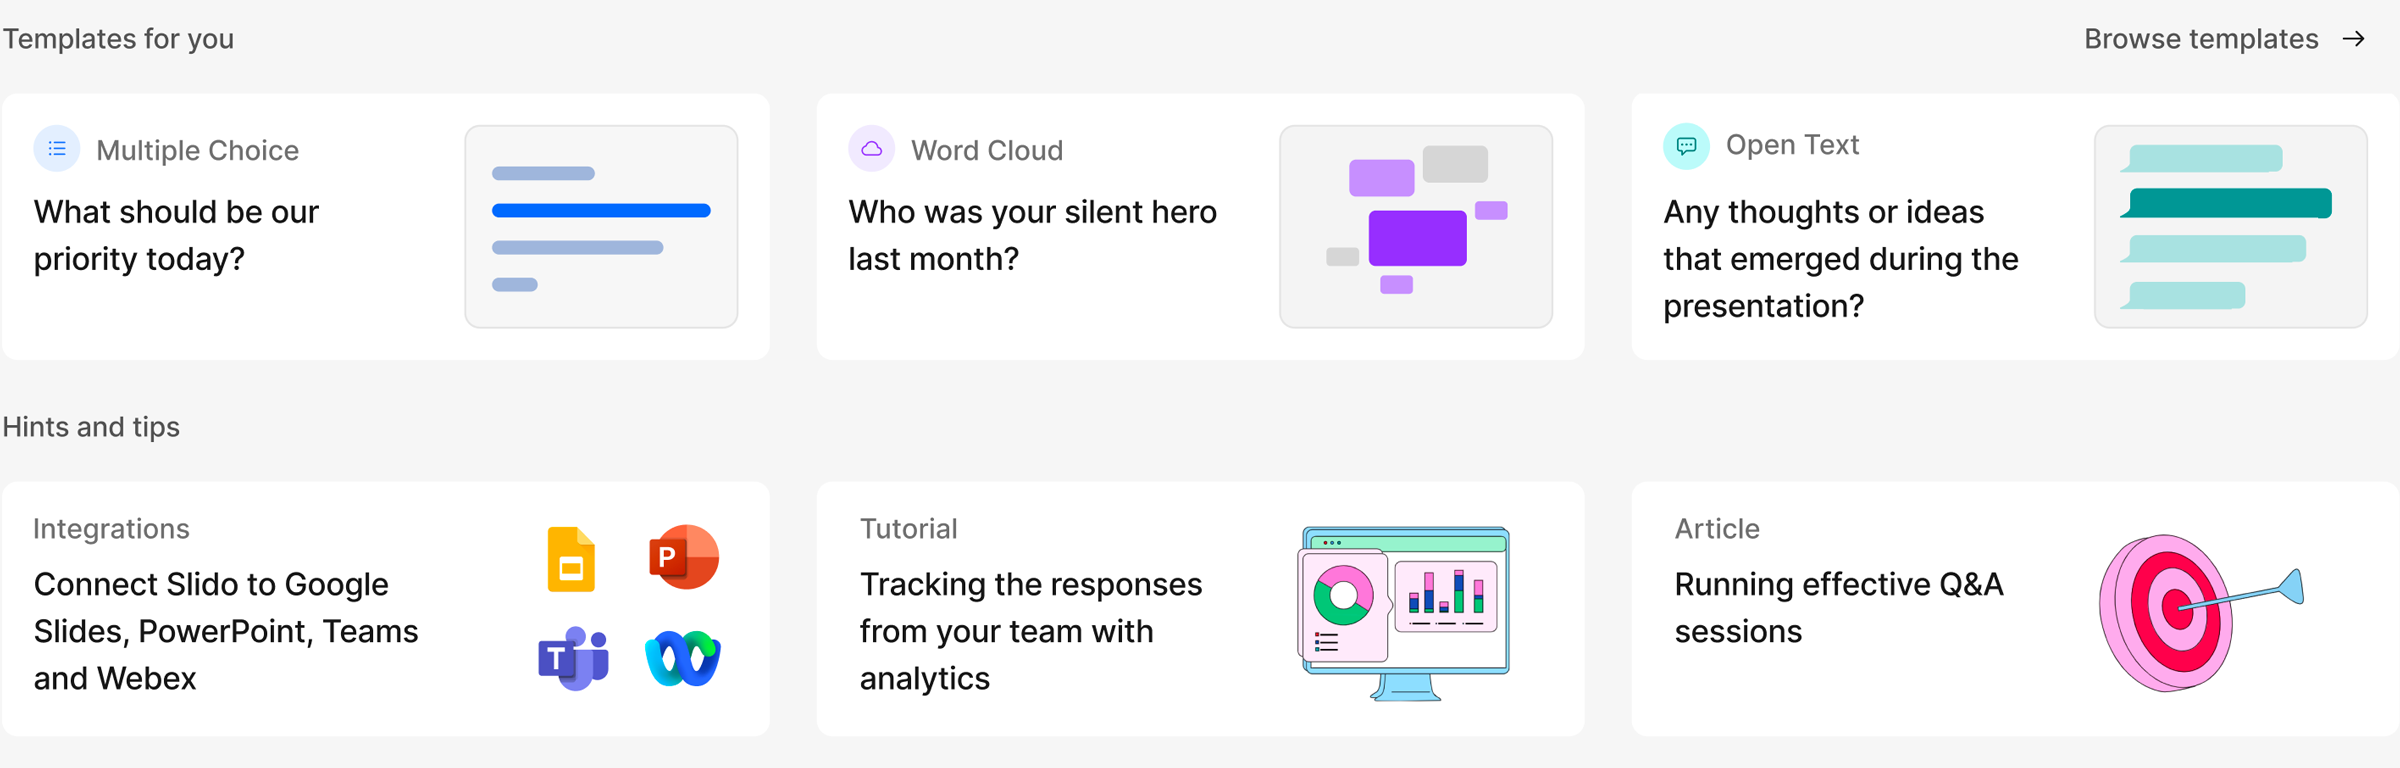 Templates for you
Browse templates
Multiple Choice
What should be our
priority today?
Word Cloud
Who was your silent hero
last month?
Open Text
Any thoughts or ideas
that emerged during the
presentation?
Hints and tips
Integrations
Connect Slido to Google
Slides, PowerPoint, Teams
and Webex
P
T
Tutorial
Tracking the responses
from your team with
analytics
Article
Running effective Q&A
sessions